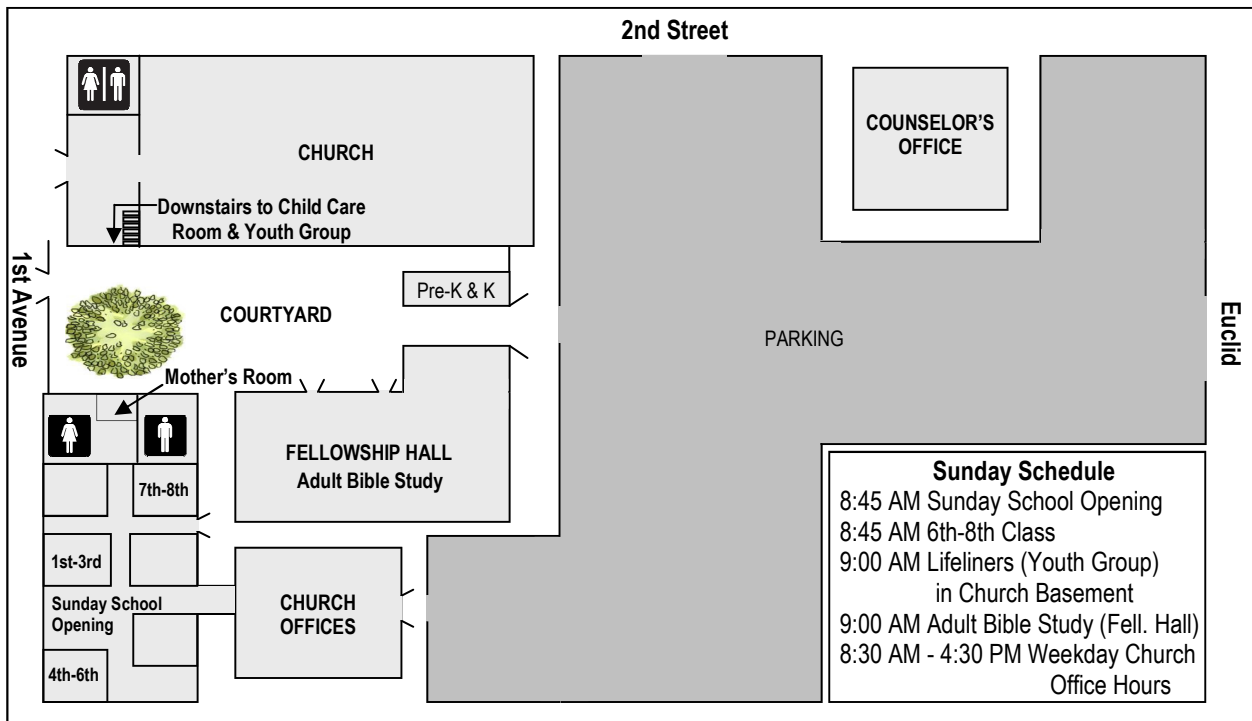 2nd Street
COUNSELOR'S
OFFICE
CHURCH
Downstairs to Child Care
Room & Youth Group
1st Avenue
Pre-K & K
COURTYARD
PARKING
Euclid
Mother's Room
FELLOWSHIP HALL
Adult Bible Study
7th-8th
1st-3rd
Sunday School
Opening
4th-6th
CHURCH
OFFICES
Sunday Schedule
8:45 AM Sunday School Opening
8:45 AM 6th-8th Class
9:00 AM Lifeliners (Youth Group)
in Church Basement
9:00 AM Adult Bible Study (Fell. Hall)
8:30 AM - 4:30 PM Weekday Church
Office Hours